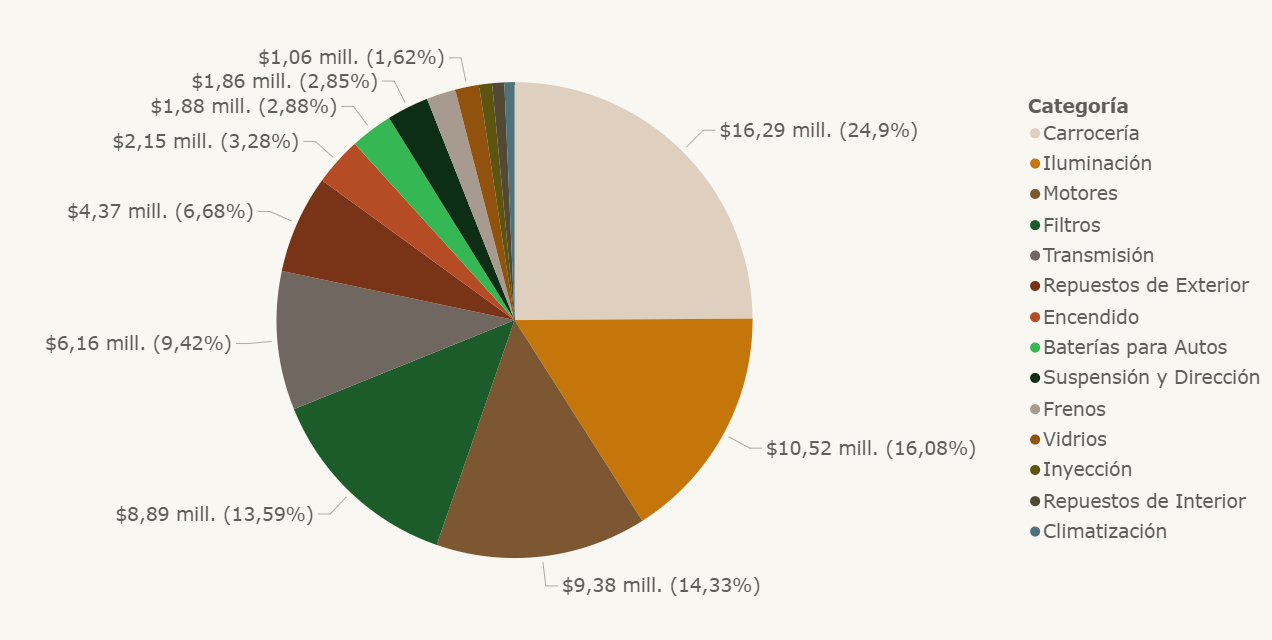 $1,06 mill. (1,62%)
$1,86 mill. (2,85%)
$1,88 mill. (2,88%)
$2,15 mill. (3,28%)
$4,37 mill. (6,68%)
$6,16 mill. (9,42%)
$8,89 mill. (13,59%)
$9,38 mill. (14,33%)
$10,52 mill. (16,08%)
$16,29 mill. (24,9%)
Categoría
Carrocería
Iluminación
Motores
Filtros
Transmisión
Repuestos de Exterior
Encendido
Baterías para Autos
Suspensión y Dirección
Frenos
Vidrios
Inyección
Repuestos de Interior
Climatización